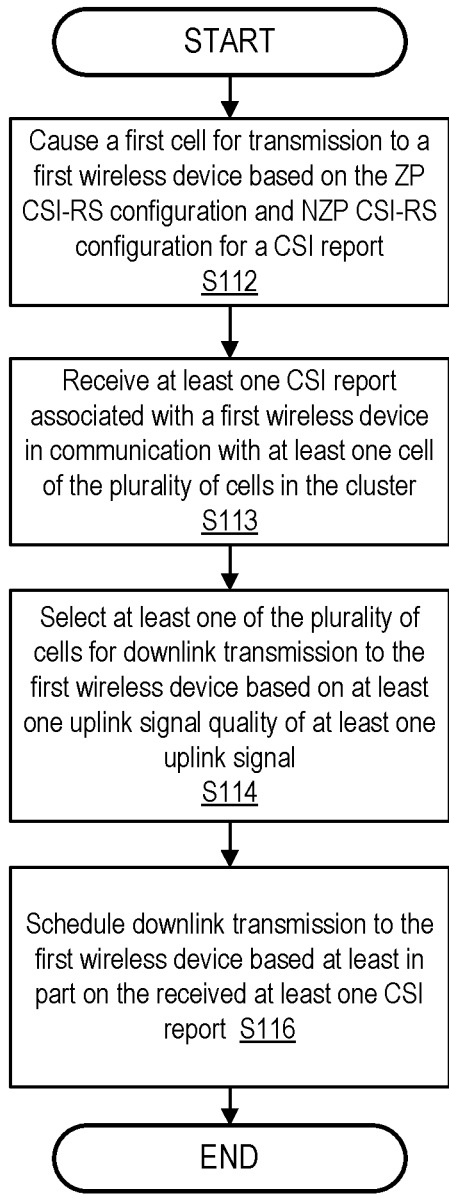 START
Cause a first cell for transmission to a
first wireless device based on the ZP
CSI-RS configuration and NZP CSI-RS
configuration for a CSI report
S112
Receive at least one CSI report
associated with a first wireless device
in communication with at least one cell
of the plurality of cells in the cluster
S113
Select at least one of the plurality of
cells for downlink transmission to the
first wireless device based on at least
one uplink signal quality of at least one
uplink signal
S114
Schedule downlink transmission to the
first wireless device based at least in
part on the received at least one CSI
report S116
END